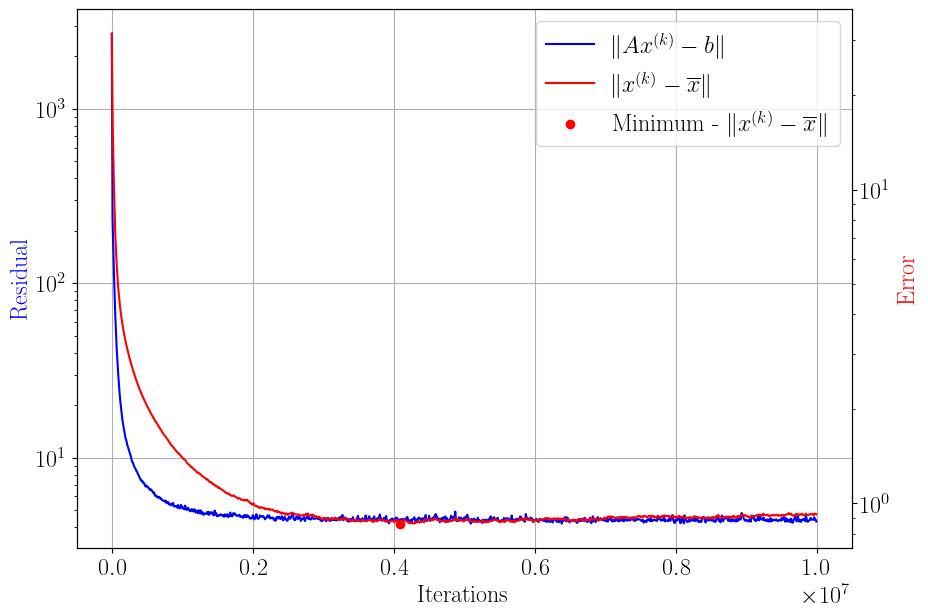 ‖Ax^{(k)} − b‖
‖x^{(k)} − x̅‖
Minimum - ‖x^{(k)} − x̅‖
Residual
10^3
10^2
10^1
Error
10^1
10^0
0.0 0.2 0.4 0.6 0.8 1.0
Iterations
×10^7